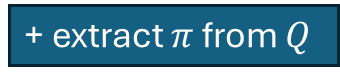 + extract π from Q